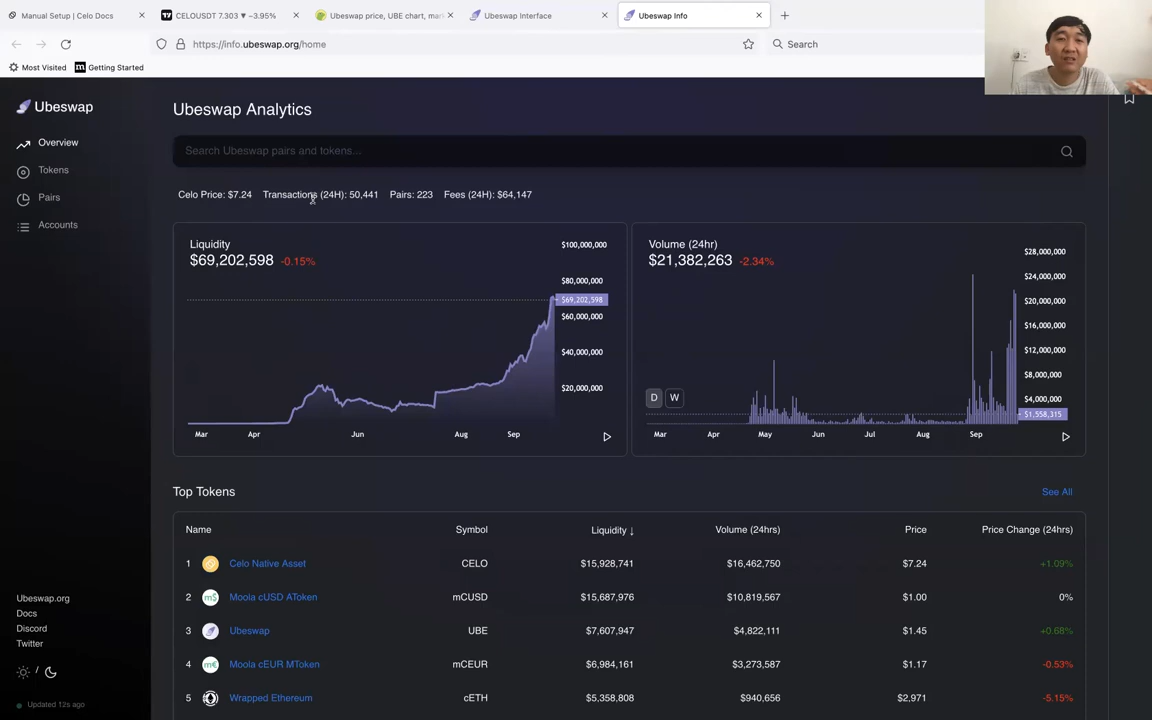 Manual Setup | Celo Docs
CELOUSDT 7.303 ▼ −3.95%
Ubeswap price, UBE chart, mar
Ubeswap Interface
Ubeswap Info
https://info.ubeswap.org/home
Search
Most Visited
Getting Started
Ubeswap
Overview
Tokens
Pairs
Accounts
Ubeswap Analytics
Search Ubeswap pairs and tokens...
Celo Price: $7.24 Transactions (24H): 50,441 Pairs: 223 Fees (24H): $64,147
Liquidity
$69,202,598 -0.15%
$100,000,000
$80,000,000
$69,202,598
$60,000,000
$40,000,000
$20,000,000
Mar Apr Jun Aug Sep
Volume (24hr)
$21,382,263 -2.34%
$28,000,000
$24,000,000
$20,000,000
$16,000,000
$12,000,000
$8,000,000
$4,000,000
$1,558,315
D W
Mar Apr May Jun Jul Aug Sep
Top Tokens
See All
Name Symbol Liquidity ↓ Volume (24hrs) Price Price Change (24hrs)
1 Celo Native Asset CELO $15,928,741 $16,462,750 $7.24 +1.09%
2 Moola cUSD AToken mCUSD $15,687,976 $10,819,567 $1.00 0%
3 Ubeswap UBE $7,607,947 $4,822,111 $1.45 +0.68%
4 Moola cEUR MToken mCEUR $6,984,161 $3,273,587 $1.17 -0.53%
5 Wrapped Ethereum cETH $5,358,808 $940,656 $2,971 -5.15%
Ubeswap.org
Docs
Discord
Twitter
/
Updated 12s ago